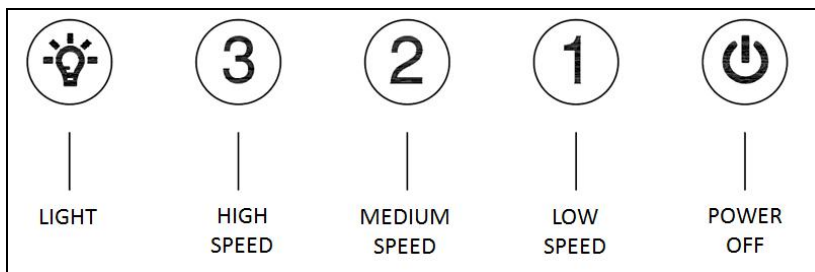 3 2 1
LIGHT HIGH SPEED MEDIUM SPEED LOW SPEED POWER OFF